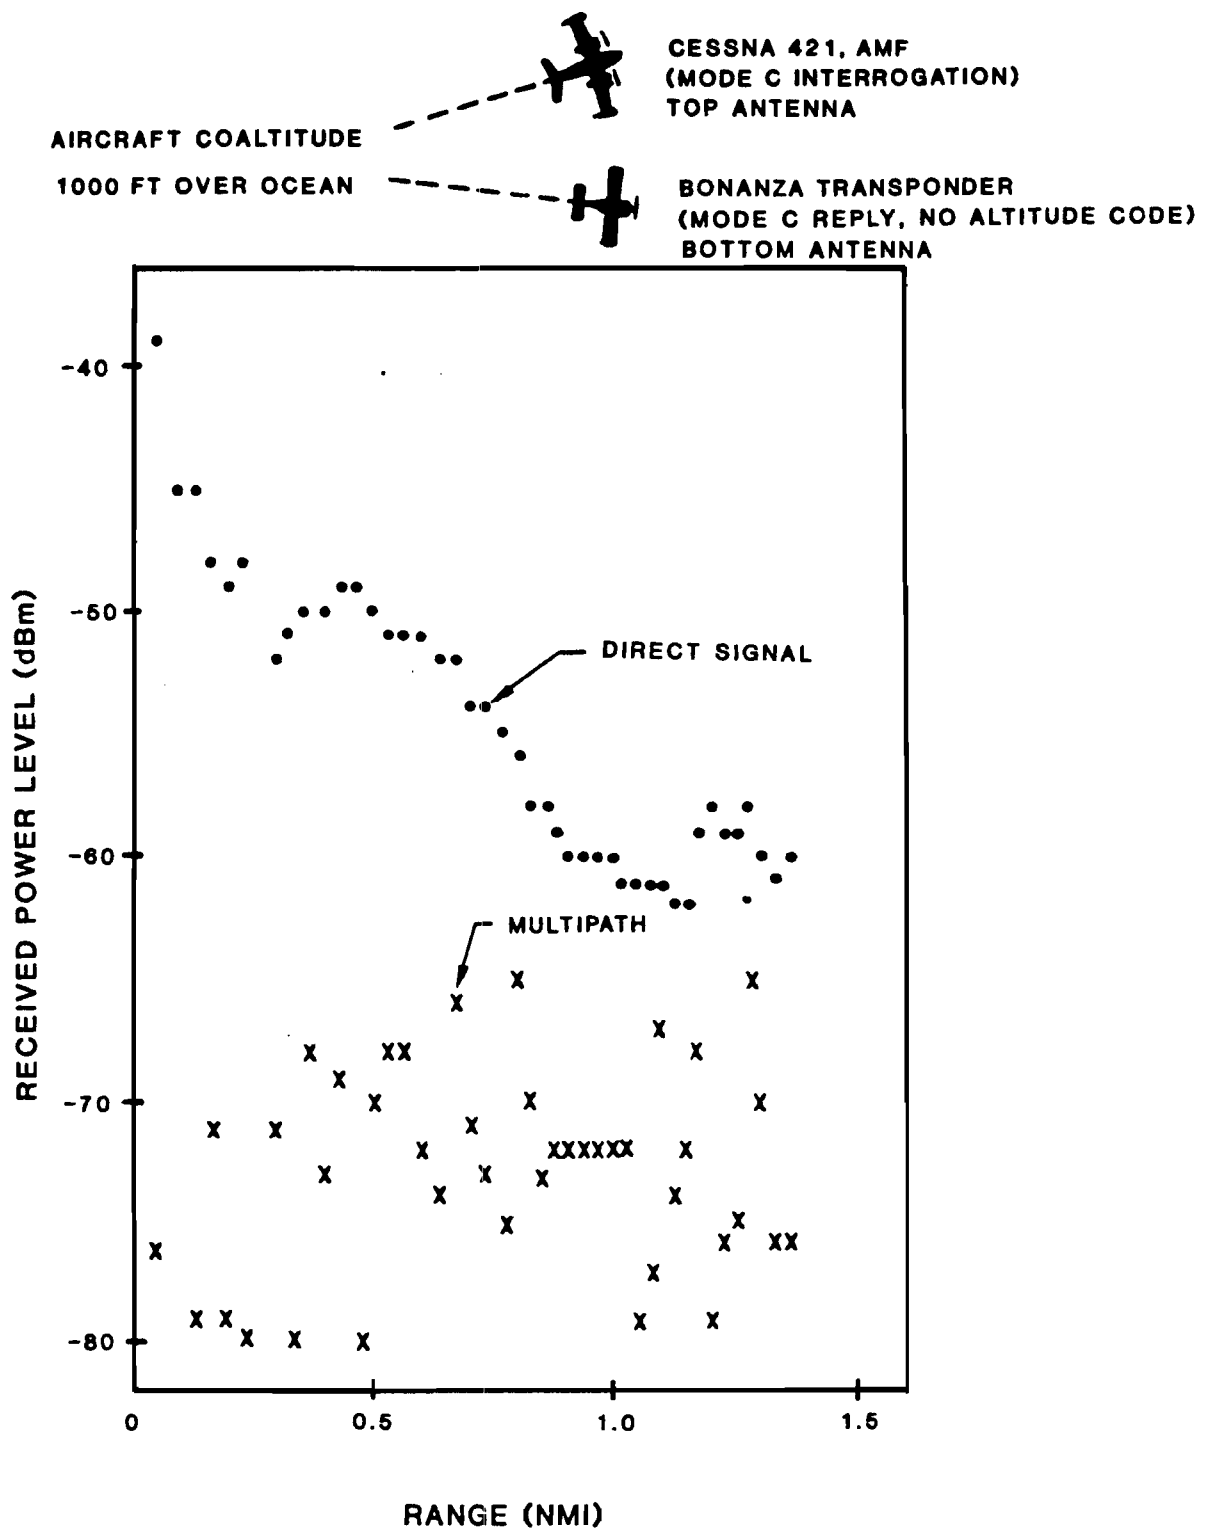 CESSNA 421, AMF
(MODE C INTERROGATION)
TOP ANTENNA
AIRCRAFT COALTITUDE
1000 FT OVER OCEAN
BONANZA TRANSPONDER
(MODE C REPLY, NO ALTITUDE CODE)
BOTTOM ANTENNA
RECEIVED POWER LEVEL (dBm)
-40
-50
-60
-70
-80
DIRECT SIGNAL
MULTIPATH
0
0.5
1.0
1.5
RANGE (NMI)